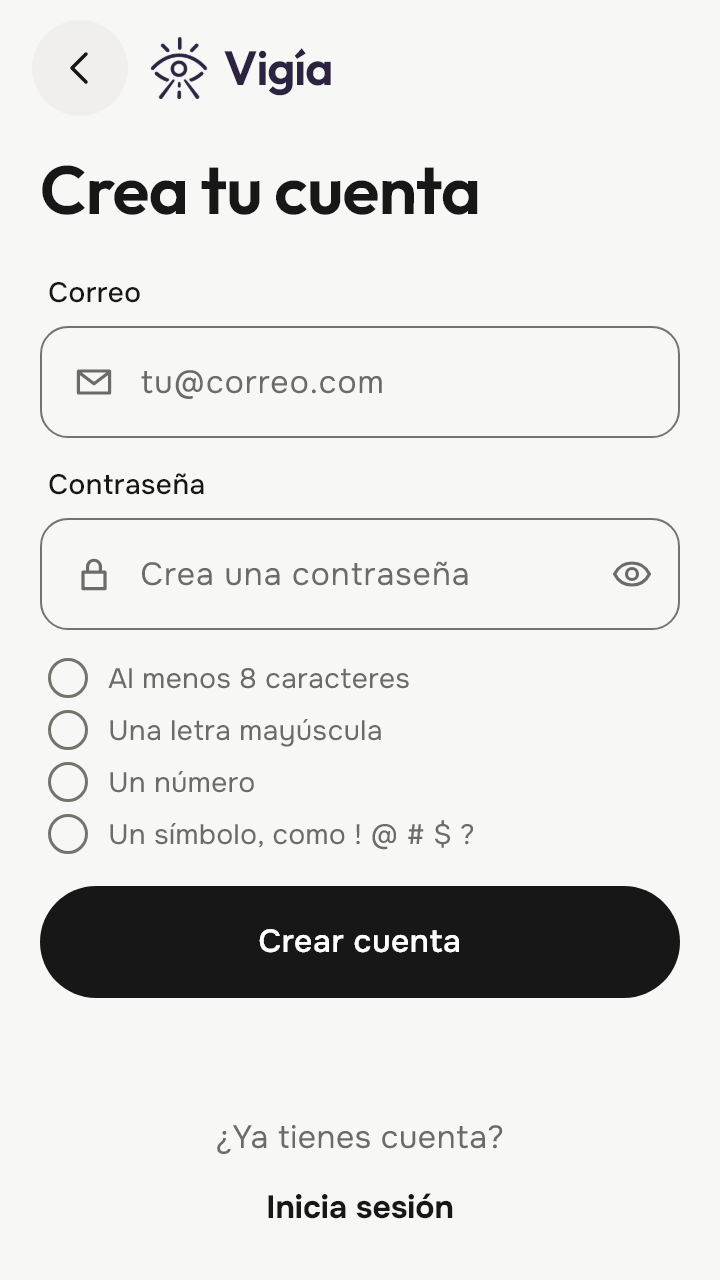 Vigía
Crea tu cuenta
Correo
tu@correo.com
Contraseña
Crea una contraseña
Al menos 8 caracteres
Una letra mayúscula
Un número
Un símbolo, como ! @ # $ ?
Crear cuenta
¿Ya tienes cuenta?
Inicia sesión